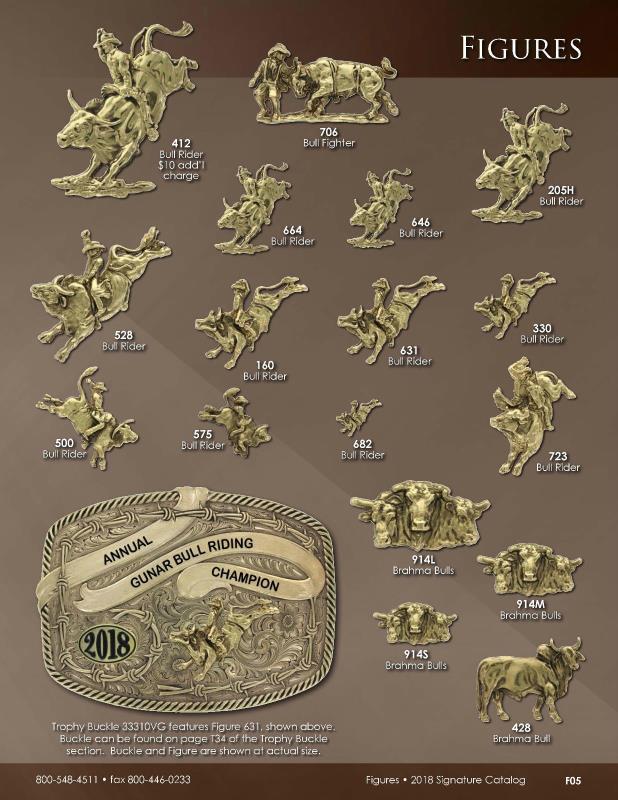 FIGURES
412
Bull Rider
$10 add'l
charge
706
Bull Fighter
205H
Bull Rider
664
Bull Rider
646
Bull Rider
528
Bull Rider
160
Bull Rider
631
Bull Rider
330
Bull Rider
500
Bull Rider
575
Bull Rider
682
Bull Rider
723
Bull Rider
914L
Brahma Bulls
914M
Brahma Bulls
914S
Brahma Bulls
428
Brahma Bull
ANNUAL
GUNAR BULL RIDING
CHAMPION
2018
Trophy Buckle 33310VG features Figure 631, shown above.
Buckle can be found on page T34 of the Trophy Buckle
section. Buckle and Figure are shown at actual size.
800-548-4511 • fax 800-446-0233
Figures • 2018 Signature Catalog
F05